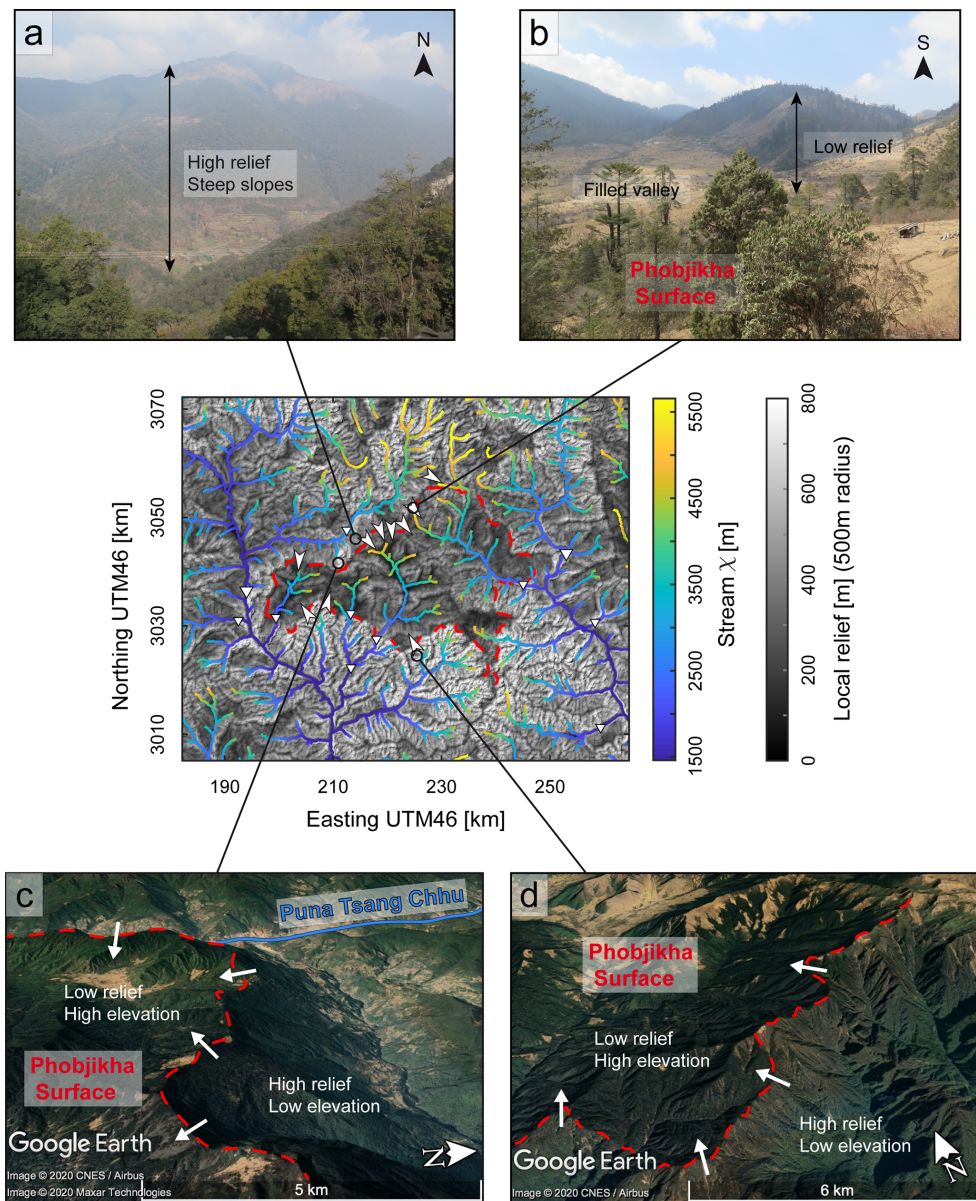 a
N
High relief
Steep slopes
b
S
Low relief
Filled valley
Phobjikha
Surface
3070
3050
3030
3010
Northing UTM46 [km]
190
210
230
250
Easting UTM46 [km]
5500
4500
3500
2500
1500
Stream χ [m]
800
600
400
200
0
Local relief [m] (500m radius)
c
Puna Tsang Chhu
Low relief
High elevation
Phobjikha
Surface
High relief
Low elevation
Google Earth
N
Image © 2020 CNES / Airbus
Image © 2020 Maxar Technologies
5 km
d
Phobjikha
Surface
Low relief
High elevation
High relief
Low elevation
Google Earth
N
Image © 2020 CNES / Airbus
6 km